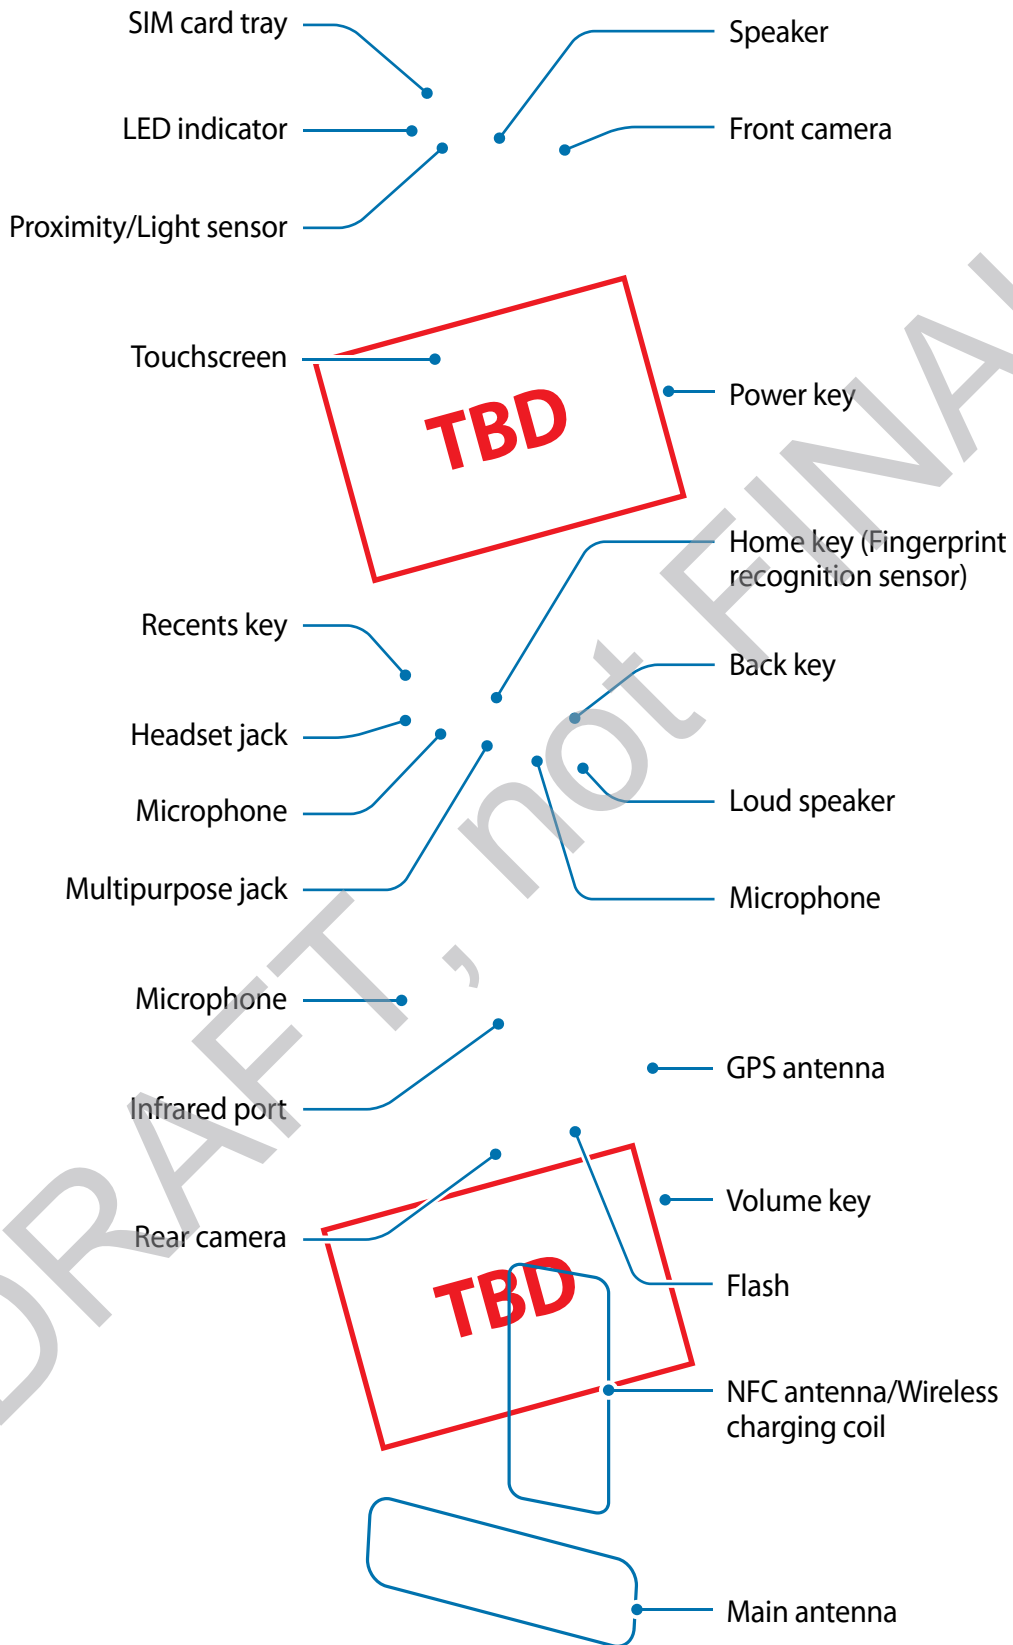 SIM card tray
Speaker
LED indicator
Front camera
Proximity/Light sensor
Touchscreen
TBD
Power key
Home key (Fingerprint
recognition sensor)
Recents key
Back key
Headset jack
Microphone
Loud speaker
Multipurpose jack
Microphone
Microphone
GPS antenna
Infrared port
Volume key
Rear camera
Flash
TBD
NFC antenna/Wireless
charging coil
Main antenna
DRAFT, not FINAL